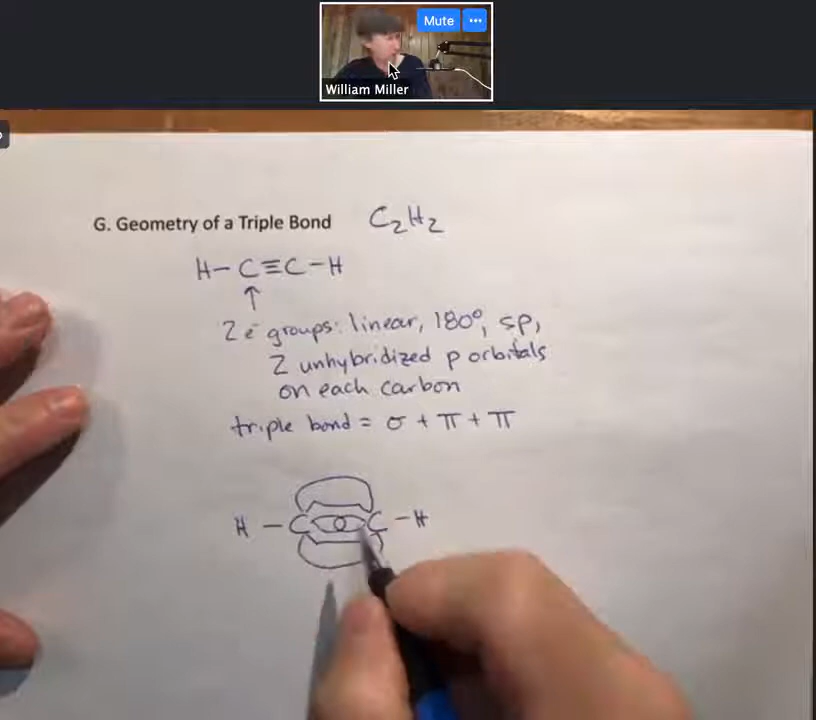 Mute
William Miller
G. Geometry of a Triple Bond C₂H₂
H–C≡C–H
↑
2 e⁻ groups: linear, 180°, sp,
2 unhybridized p orbitals
on each carbon
triple bond = σ + π + π
H – C C – H